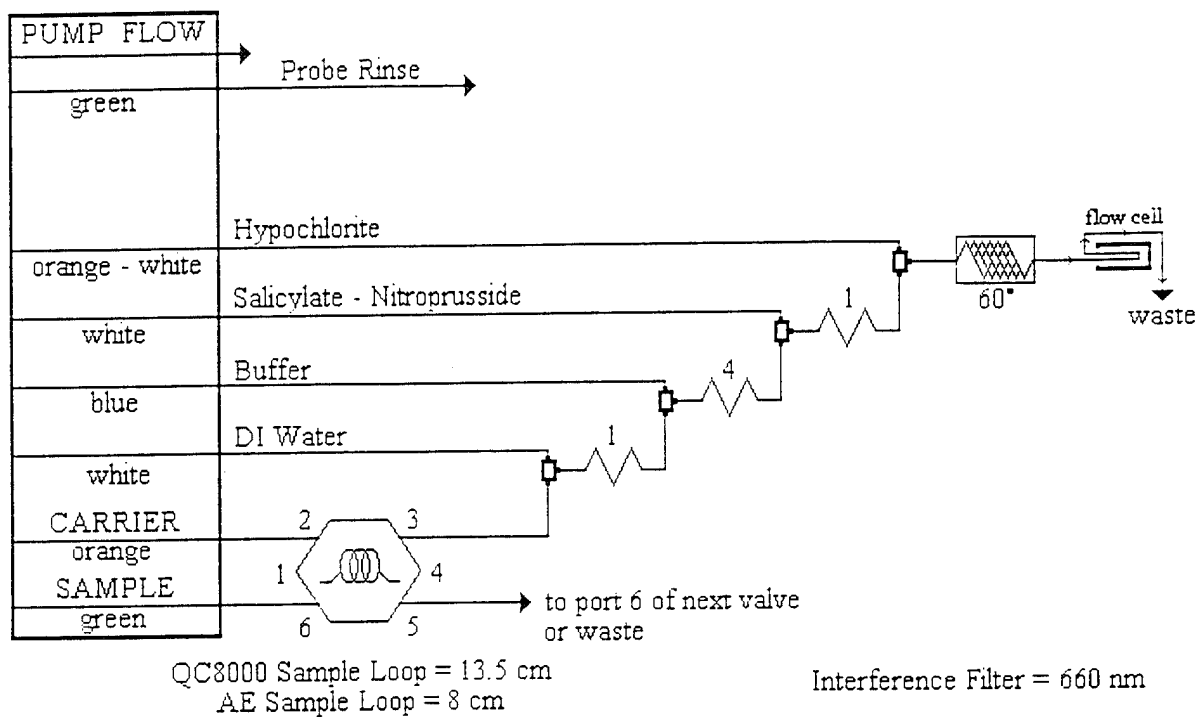 PUMP FLOW
Probe Rinse
green
Hypochlorite
orange - white
Salicylate - Nitroprusside
white
Buffer
blue
DI Water
white
CARRIER
orange
SAMPLE
green
1
4
1
60°
flow cell
waste
2
3
1
4
6
5
to port 6 of next valve
or waste
QC8000 Sample Loop = 13.5 cm
AE Sample Loop = 8 cm
Interference Filter = 660 nm